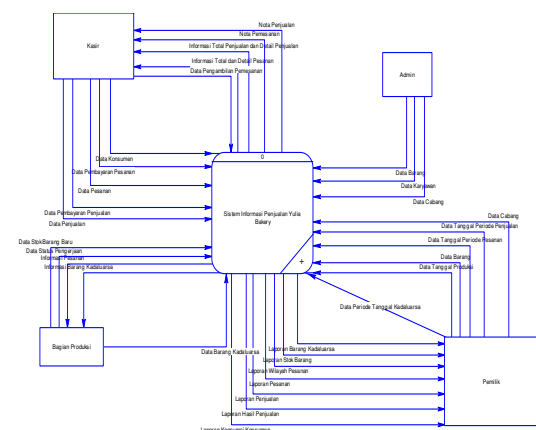 Nota Penjualan
Nota Pemesanan
Kasir
Informasi Total Penjualan dan Detail Penjualan
Informasi Total dan Detail Pesanan
Data Pengambilan Pemesanan
Admin
0
Data Konsumen
Data Pembayaran Pesanan
Data Pesanan
Data Pembayaran Penjualan
Data Penjualan
Data Barang
Data Karyawan
Data Cabang
Sistem Informasi Penjualan Yulia
Bakery
+
Data Cabang
Data Tanggal Periode Penjualan
Data Tanggal Periode Pesanan
Data Barang
Data Tanggal Produksi
Data StokBarang Baru
Data Status Pengerjaan
Informasi Pesanan
Informasi Barang Kadaluarsa
Data Periode Tanggal Kadaluarsa
Bagian Produksi
Data Barang Kadaluarsa
Laporan Barang Kadaluarsa
Laporan Stok Barang
Laporan Wilayah Pesanan
Laporan Pesanan
Laporan Penjualan
Laporan Hasil Penjualan
Laporan Konsumsi Konsumen
Pemilik